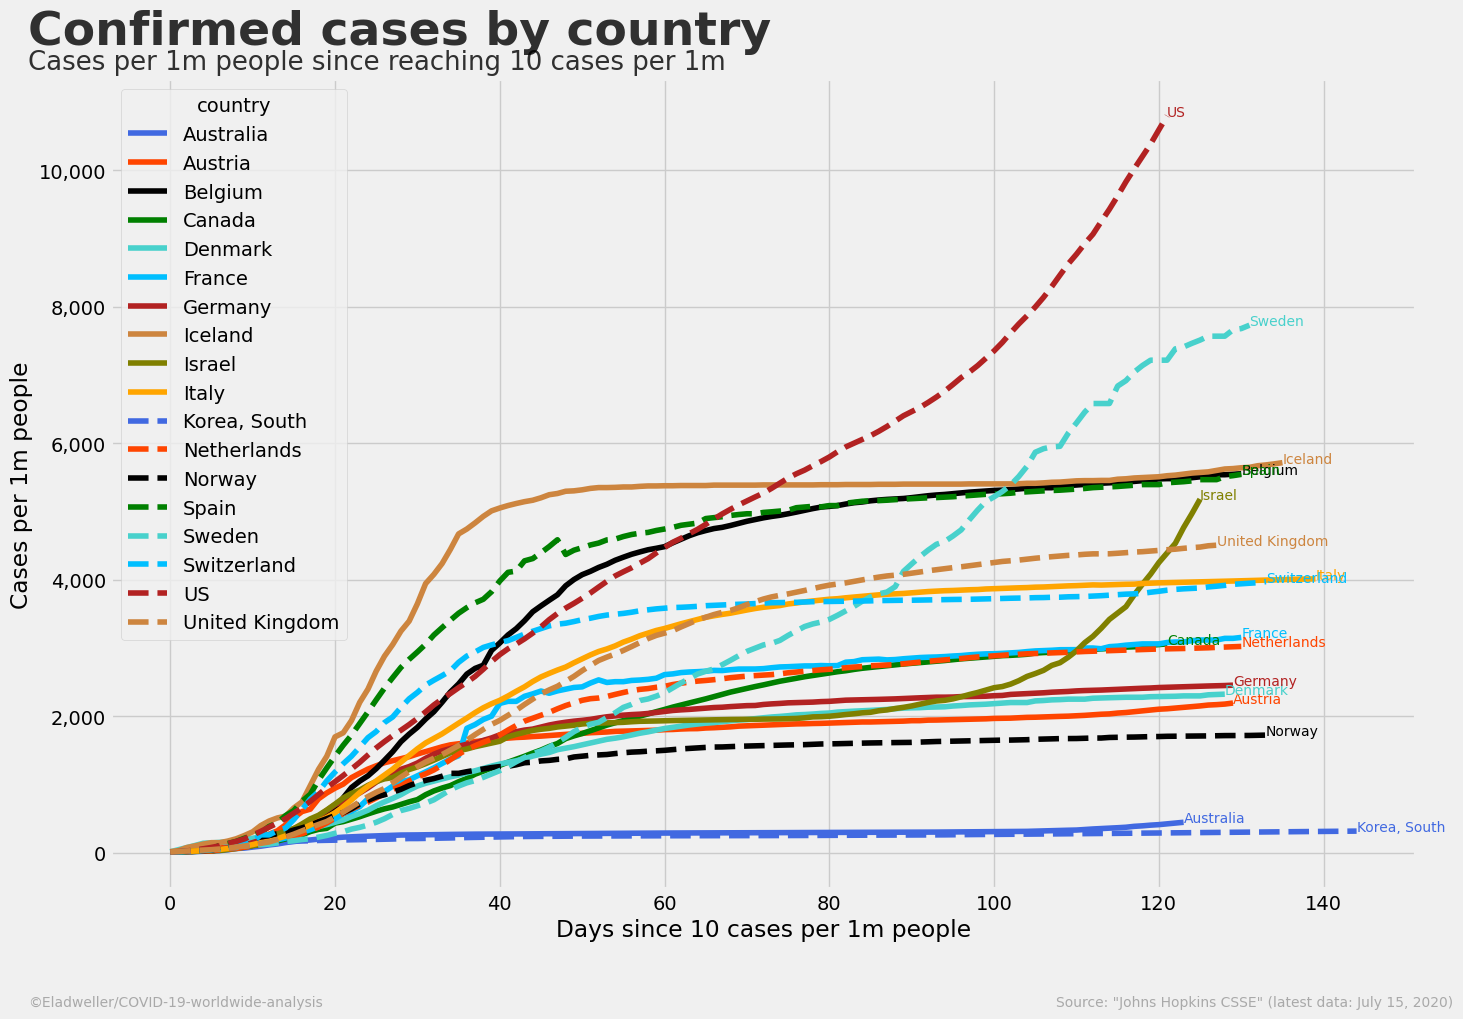 Confirmed cases by country
Cases per 1m people since reaching 10 cases per 1m
country
Australia
Austria
Belgium
Canada
Denmark
France
Germany
Iceland
Israel
Italy
Korea, South
Netherlands
Norway
Spain
Sweden
Switzerland
US
United Kingdom
Cases per 1m people
10,000
8,000
6,000
4,000
2,000
0
US
Sweden
Iceland
Belgium
Spain
Israel
United Kingdom
Italy
Switzerland
France
Canada
Netherlands
Germany
Denmark
Austria
Norway
Australia
Korea, South
0 20 40 60 80 100 120 140
Days since 10 cases per 1m people
©Eladweller/COVID-19-worldwide-analysis
Source: "Johns Hopkins CSSE" (latest data: July 15, 2020)